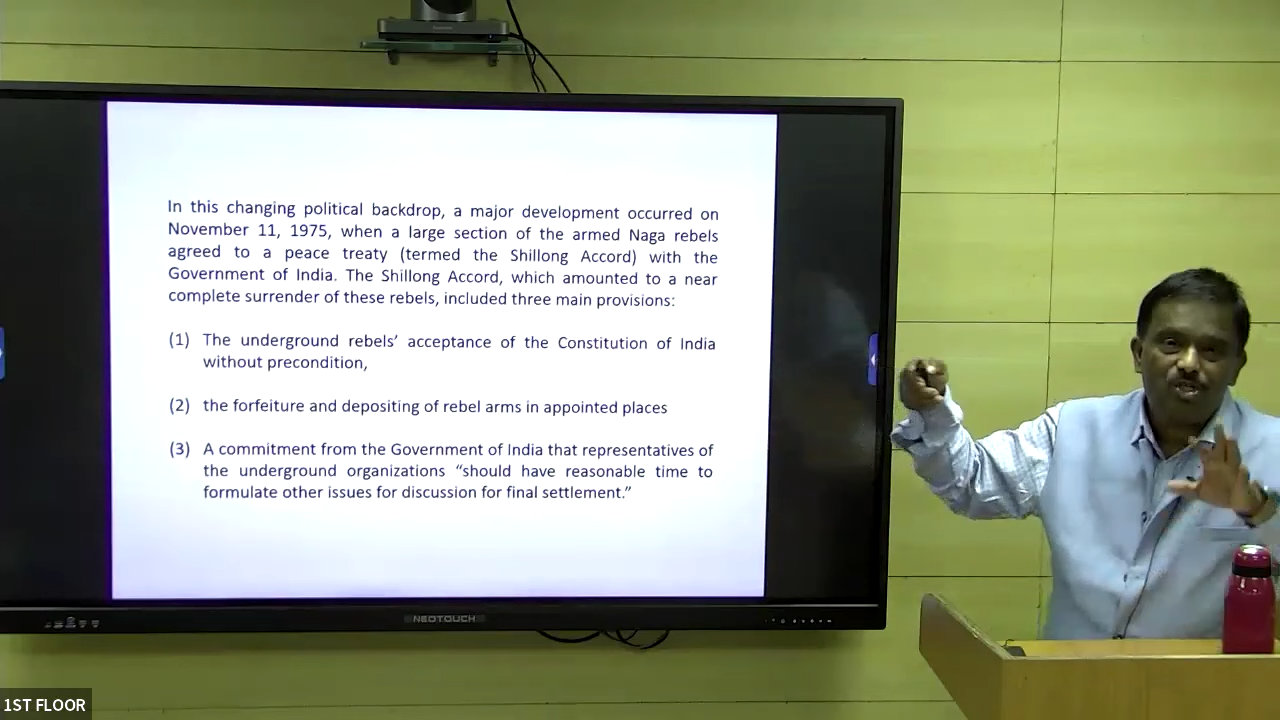 In this changing political backdrop, a major development occurred on
November 11, 1975, when a large section of the armed Naga rebels
agreed to a peace treaty (termed the Shillong Accord) with the
Government of India. The Shillong Accord, which amounted to a near
complete surrender of these rebels, included three main provisions:
(1) The underground rebels’ acceptance of the Constitution of India
without precondition,
(2) the forfeiture and depositing of rebel arms in appointed places
(3) A commitment from the Government of India that representatives of
the underground organizations “should have reasonable time to
formulate other issues for discussion for final settlement.”
NEOTOUCH
1ST FLOOR